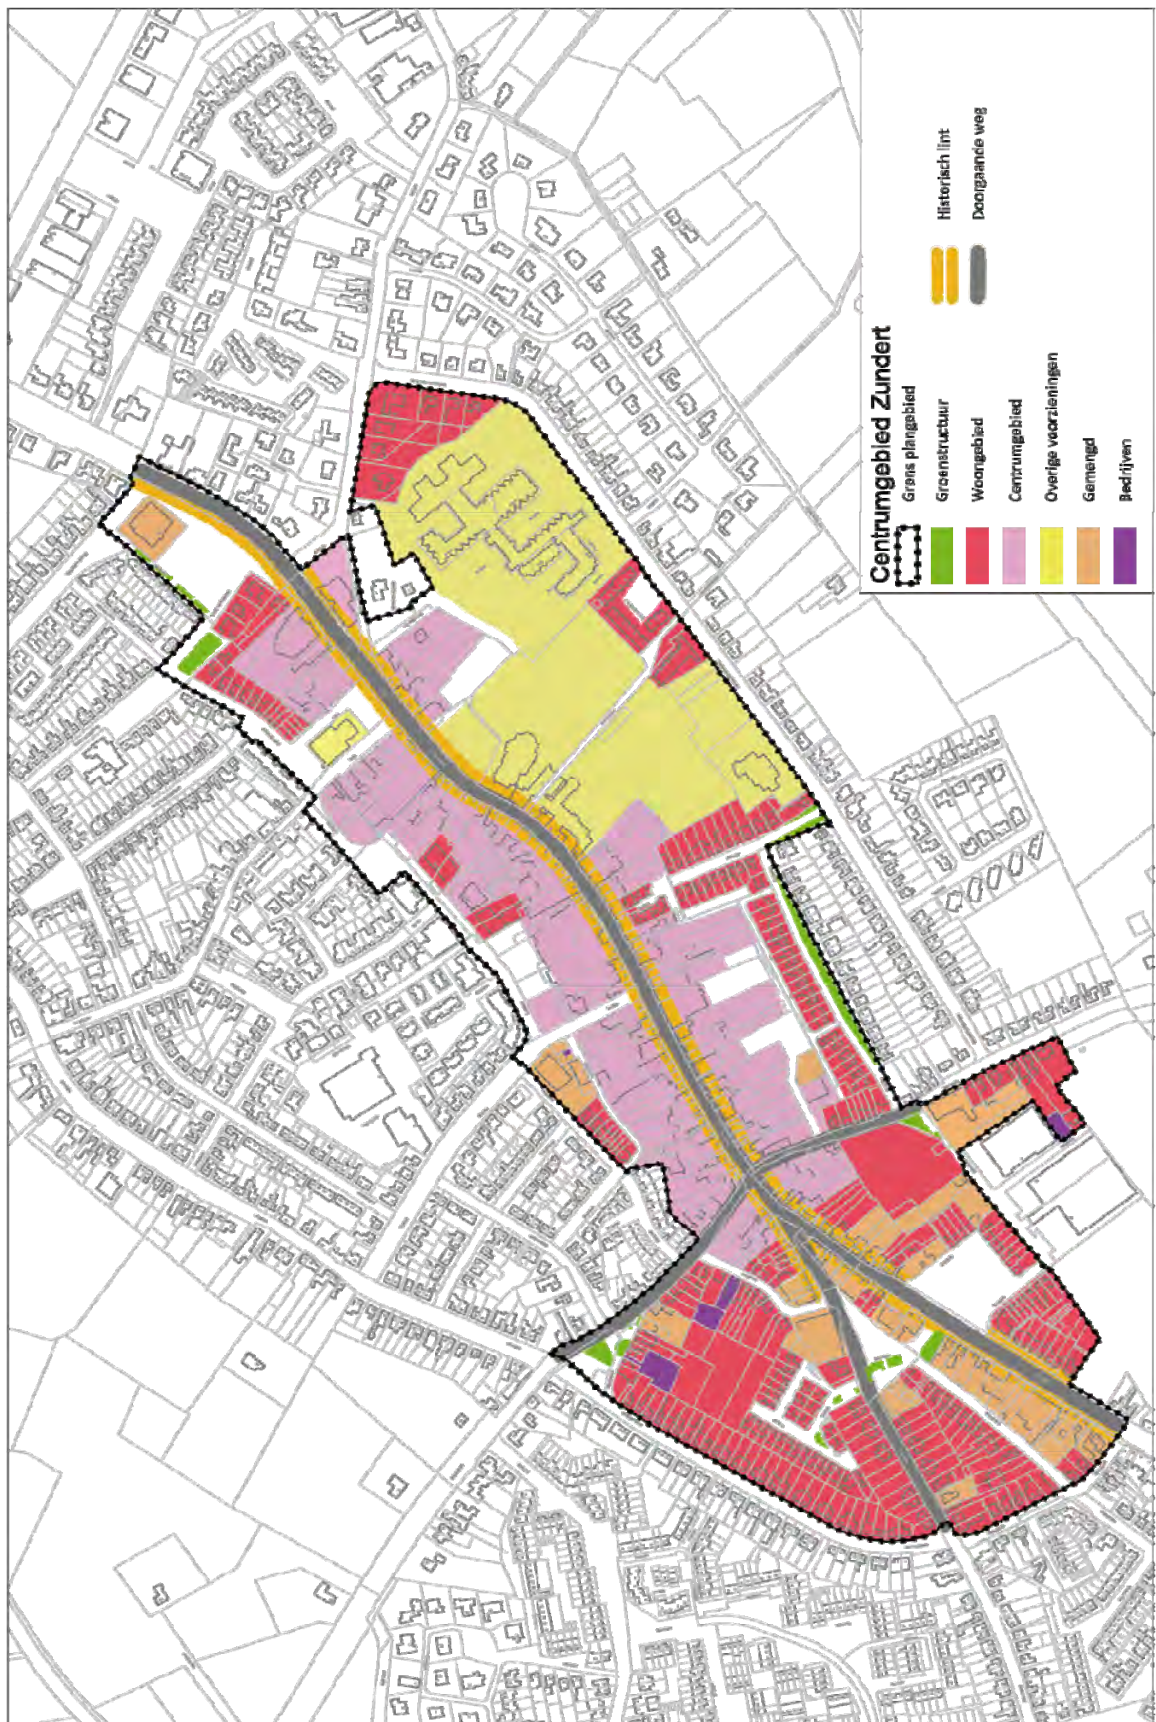 Centrumgebied Zundert
Grens plangebied
Groenstructuur
Woongebied
Centrumgebied
Overige voorzieningen
Gemengd
Bedrijven
Historisch lint
Doorgaande weg